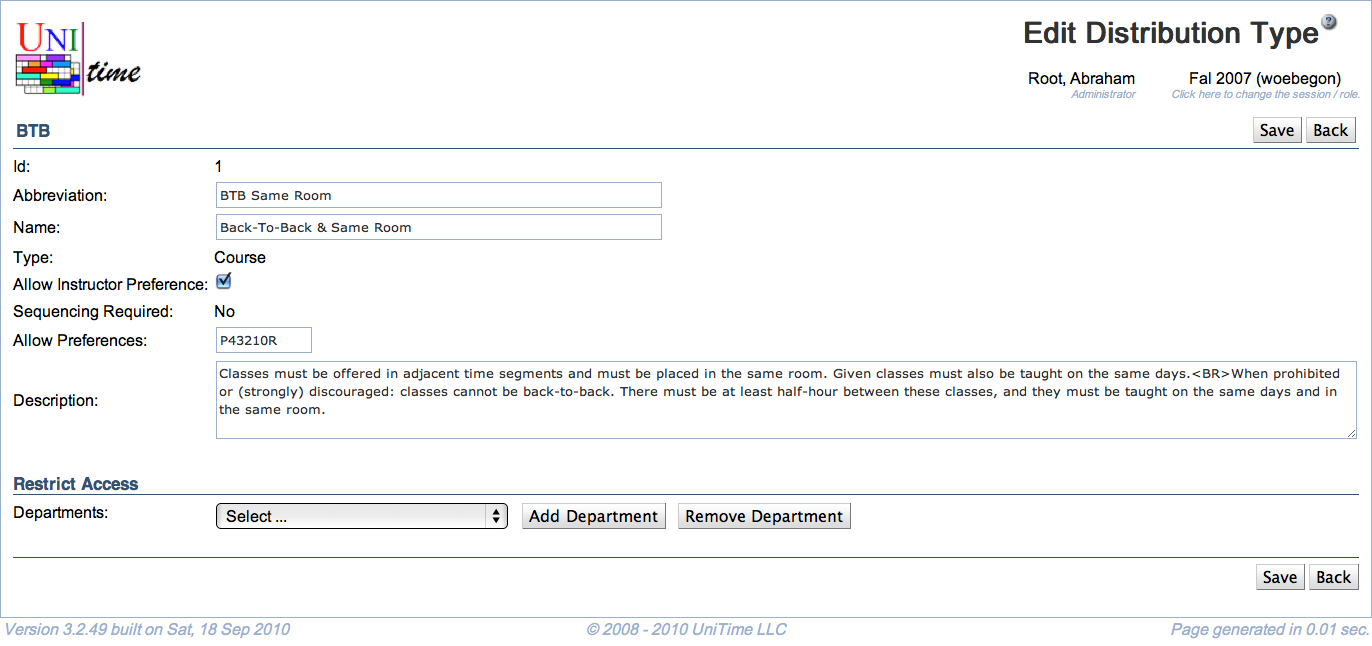 UNI
time
Edit Distribution Type ?
Root, Abraham
Administrator
Fal 2007 (woebegon)
Click here to change the session / role.
BTB
Save Back
Id: 1
Abbreviation: BTB Same Room
Name: Back-To-Back & Same Room
Type: Course
Allow Instructor Preference:
Sequencing Required: No
Allow Preferences: P43210R
Description:
Classes must be offered in adjacent time segments and must be placed in the same room. Given classes must also be taught on the same days.<BR>When prohibited
or (strongly) discouraged: classes cannot be back-to-back. There must be at least half-hour between these classes, and they must be taught on the same days and in
the same room.
Restrict Access
Departments: Select ... Add Department Remove Department
Save Back
Version 3.2.49 built on Sat, 18 Sep 2010 © 2008 - 2010 UniTime LLC Page generated in 0.01 sec.